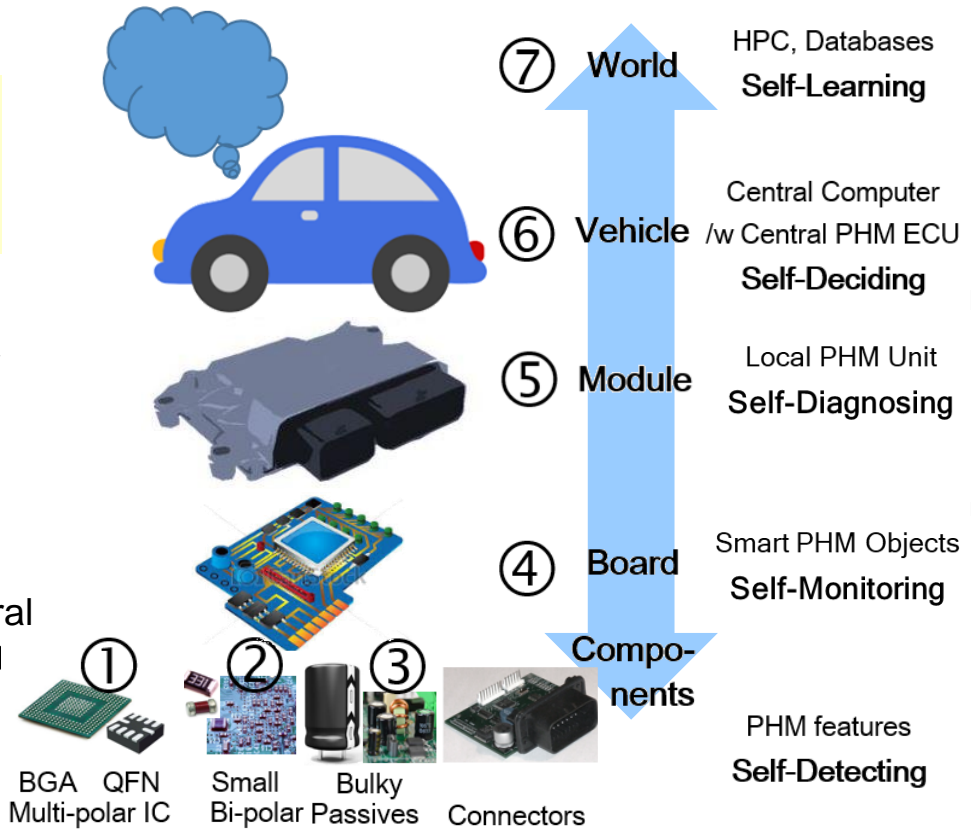 ⑦ World
HPC, Databases
Self-Learning
⑥ Vehicle
Central Computer
/w Central PHM ECU
Self-Deciding
⑤ Module
Local PHM Unit
Self-Diagnosing
④ Board
Smart PHM Objects
Self-Monitoring
ral
Compo-
nents
PHM features
Self-Detecting
①
BGA QFN
Multi-polar IC
②
Small
Bi-polar
③
Bulky
Passives
Connectors